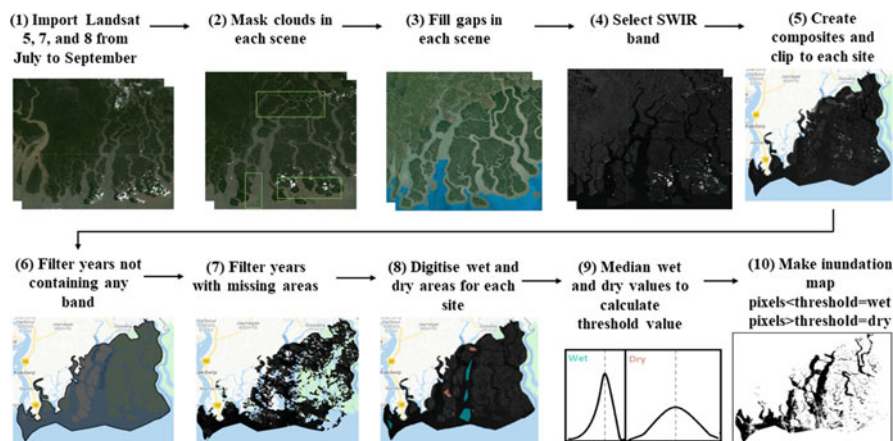 (1) Import Landsat
5, 7, and 8 from
July to September
(2) Mask clouds in
each scene
(3) Fill gaps in
each scene
(4) Select SWIR
band
(5) Create
composites and
clip to each site
(6) Filter years not
containing any
band
(7) Filter years
with missing areas
(8) Digitise wet and
dry areas for each
site
(9) Median wet
and dry values to
calculate
threshold value
Wet
Dry
(10) Make inundation
map
pixels<threshold=wet
pixels>threshold=dry